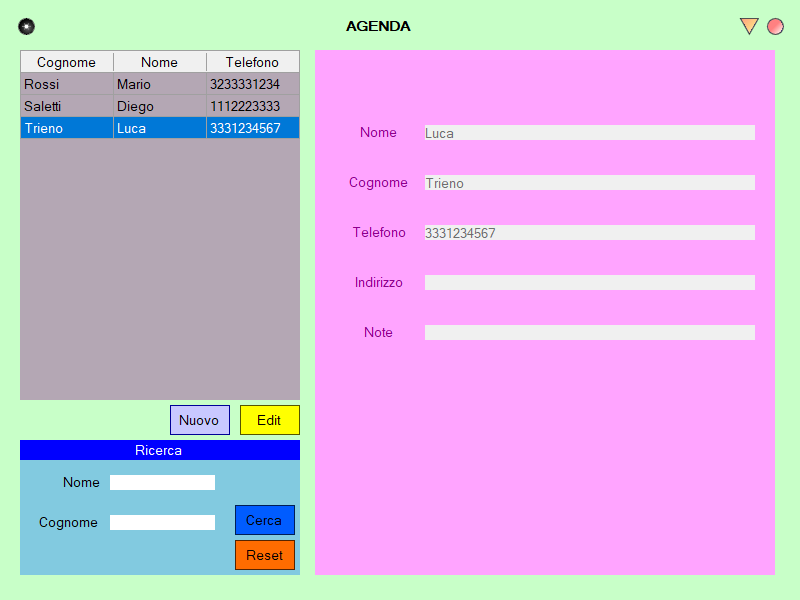 AGENDA
Cognome Nome Telefono
Rossi Mario 3233331234
Saletti Diego 1112223333
Trieno Luca 3331234567
Nuovo Edit
Ricerca
Nome
Cognome
Cerca
Reset
Nome Luca
Cognome Trieno
Telefono 3331234567
Indirizzo
Note